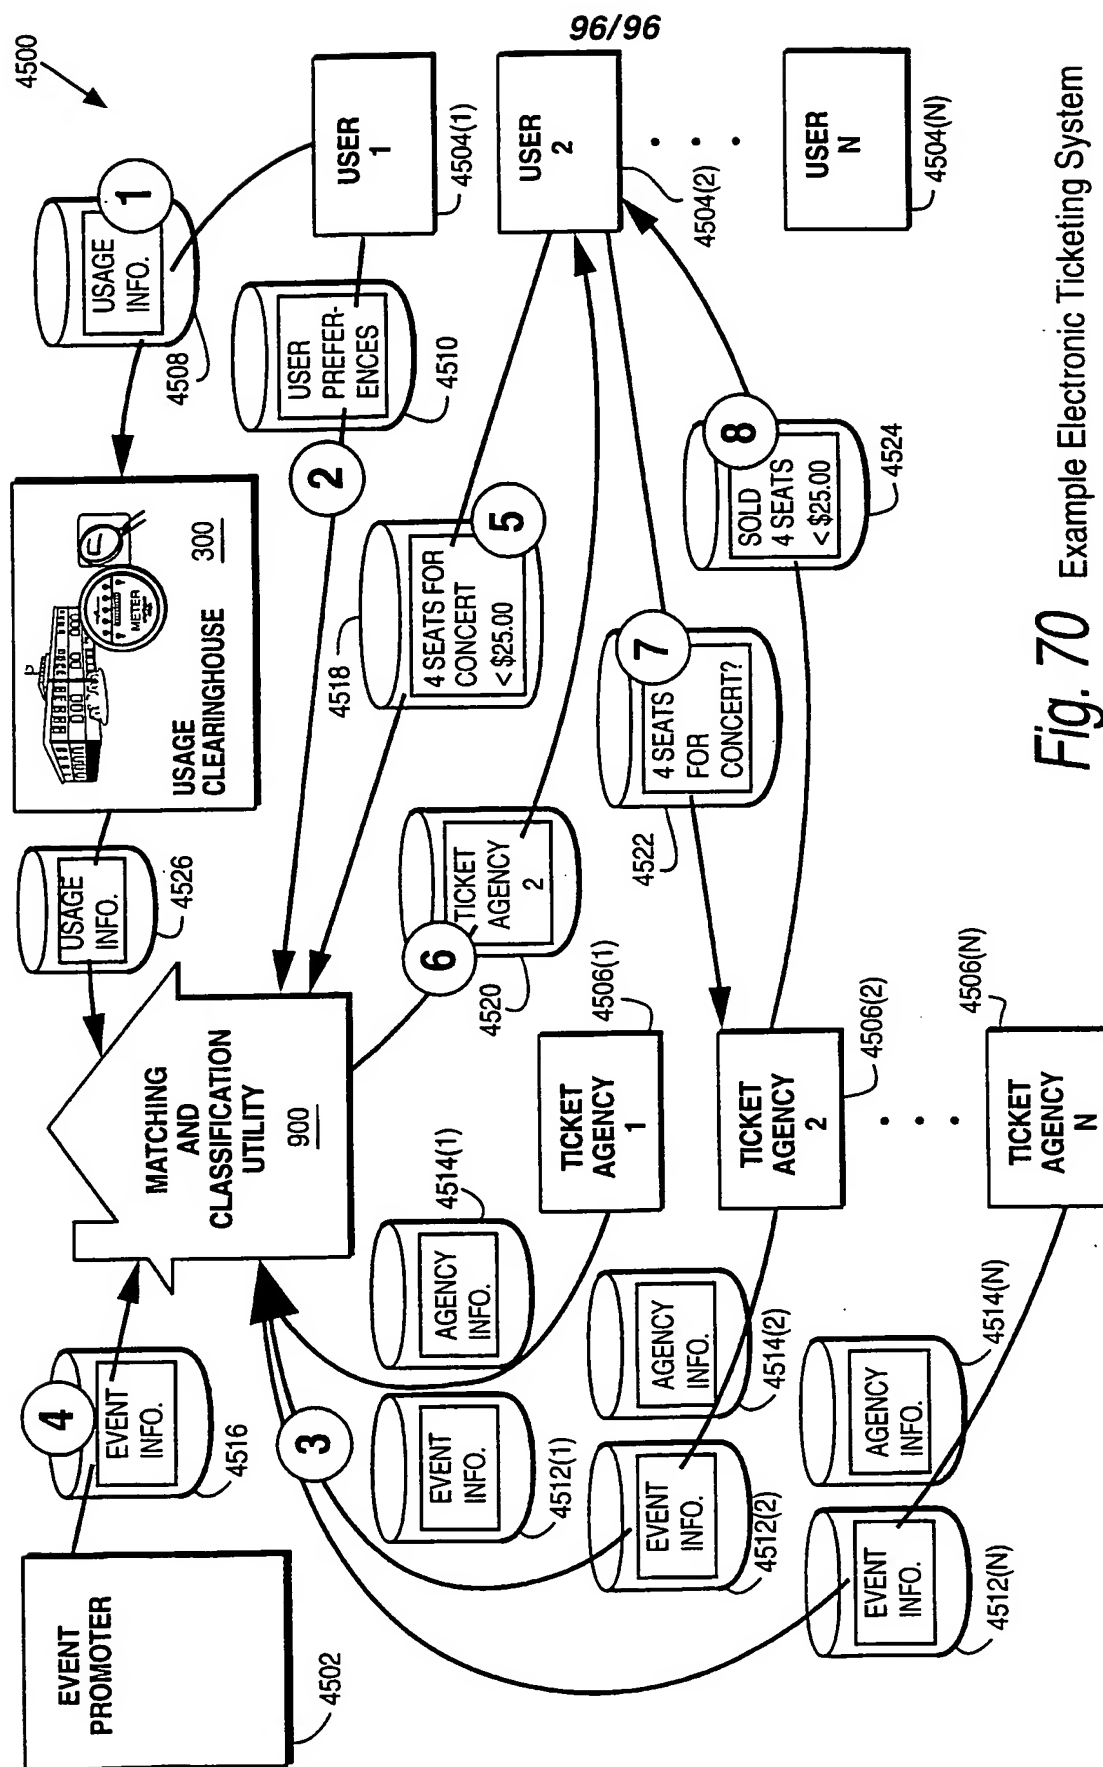 96/96
4500
EVENT
PROMOTER
4502
4
EVENT
INFO.
4516
MATCHING
AND
CLASSIFICATION
UTILITY
900
USAGE
INFO.
4526
METER
300
USAGE
CLEARINGHOUSE
1
USAGE
INFO.
4508
2
USER
PREFER-
ENCES
4510
USER
1
4504(1)
3
EVENT
INFO.
4512(1)
AGENCY
INFO.
4514(1)
TICKET
AGENCY
1
4506(1)
6
TICKET
AGENCY
2
4520
4518
4 SEATS FOR
CONCERT
< $25.00
5
USER
2
4504(2)
EVENT
INFO.
4512(2)
AGENCY
INFO.
4514(2)
TICKET
AGENCY
2
4506(2)
7
4 SEATS
FOR
CONCERT?
4522
8
SOLD
4 SEATS
< $25.00
4524
EVENT
INFO.
4512(N)
AGENCY
INFO.
4514(N)
TICKET
AGENCY
N
4506(N)
USER
N
4504(N)
Fig. 70 Example Electronic Ticketing System